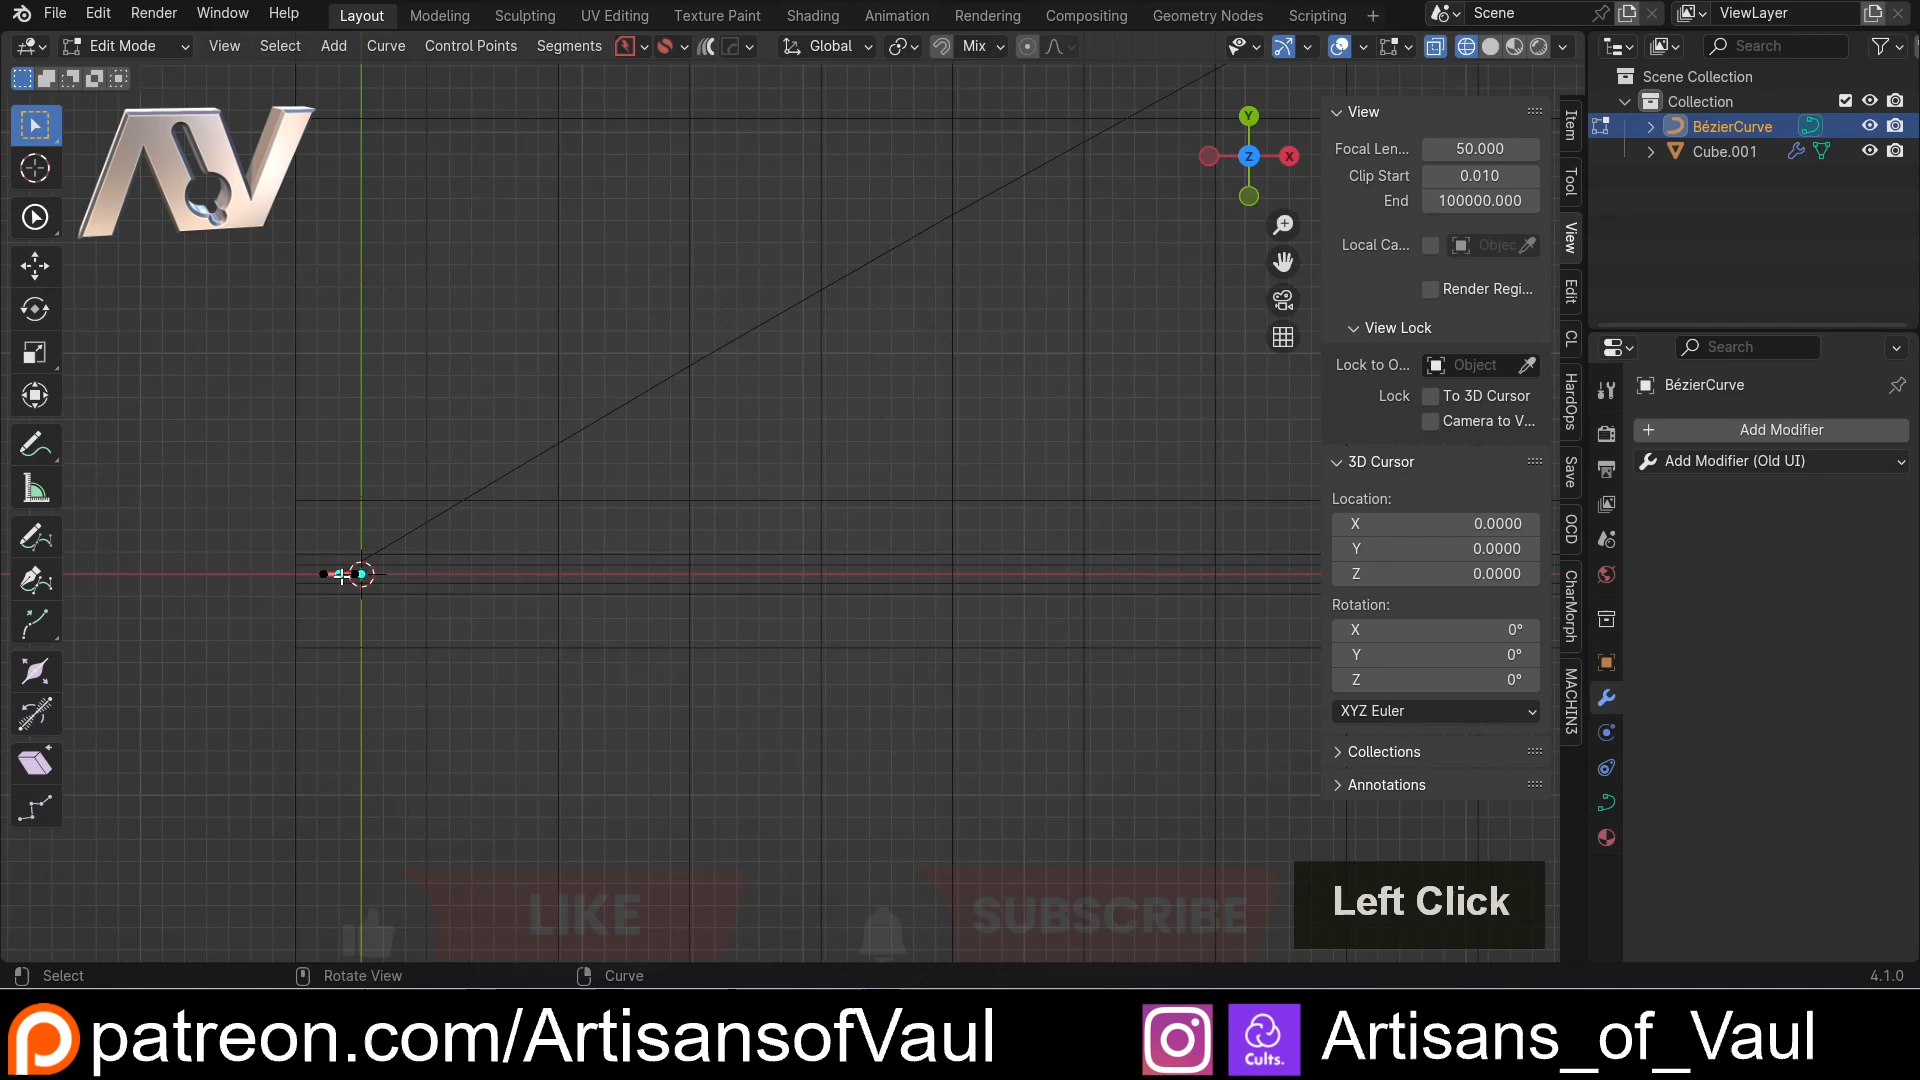 File Edit Render Window Help Layout Modeling Sculpting UV Editing Texture Paint Shading Animation Rendering Compositing Geometry Nodes Scripting + Scene ViewLayer
Edit Mode View Select Add Curve Control Points Segments Global Mix Search
Scene Collection
Collection
BézierCurve
Cube.001
AV
Y
Z X
View
Focal Len... 50.000
Clip Start 0.010
End 100000.000
Local Ca... Objec
Render Regi...
View Lock
Lock to O... Object
Lock To 3D Cursor
Camera to V...
3D Cursor
Location:
X 0.0000
Y 0.0000
Z 0.0000
Rotation:
X 0°
Y 0°
Z 0°
XYZ Euler
Collections
Annotations
Item
Tool
View
Edit
CL
HardOps
Save
OCD
CharMorph
MACHIN3
Search
BézierCurve
Add Modifier
Add Modifier (Old UI)
LIKE
SUBSCRIBE
Left Click
Select Rotate View Curve 4.1.0
patreon.com/ArtisansofVaul Cults. Artisans_of_Vaul